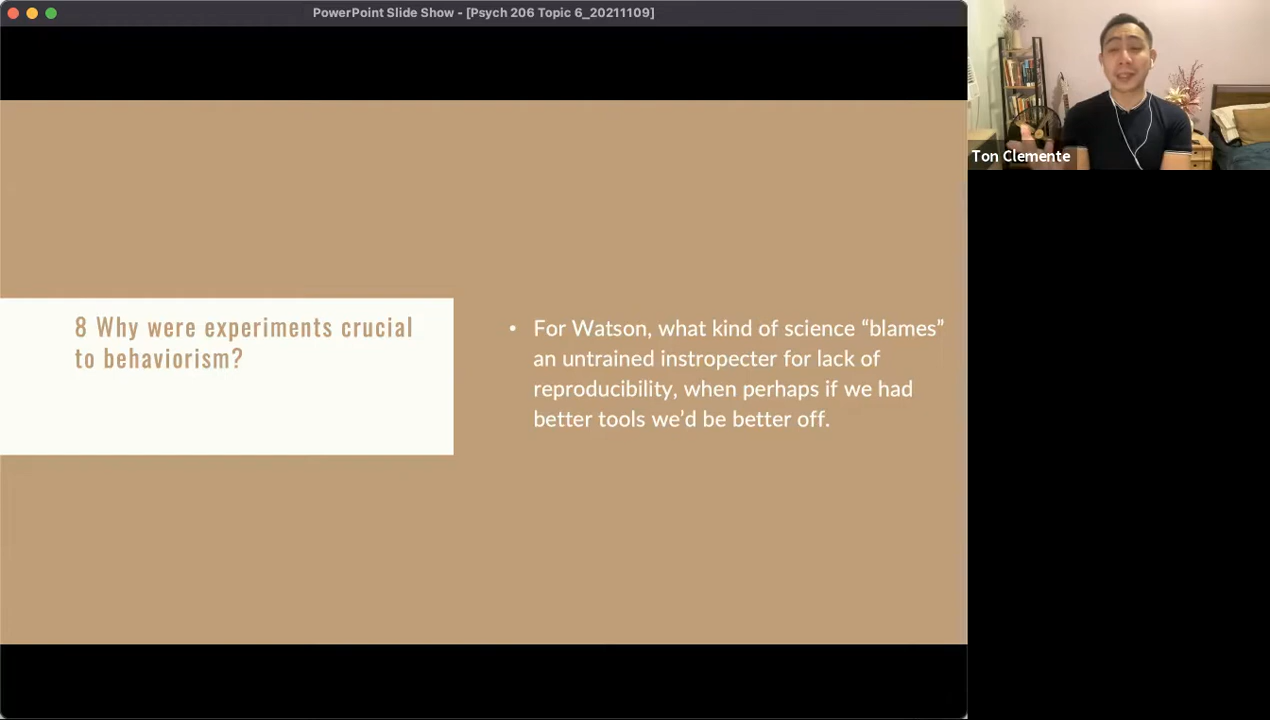 PowerPoint Slide Show - [Psych 206 Topic 6_20211109]
Ton Clemente
8 Why were experiments crucial
to behaviorism?
• For Watson, what kind of science “blames”
an untrained instropecter for lack of
reproducibility, when perhaps if we had
better tools we’d be better off.